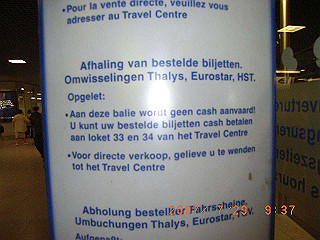 •Pour la vente directe, veuillez vous
adresser au Travel Centre
Afhaling van bestelde biljetten.
Omwisselingen Thalys, Eurostar, HST.
Opgelet:
•Aan deze balie wordt geen cash aanvaard!
U kunt uw bestelde biljetten cash betalen
aan loket 33 en 34 van het Travel Centre
•Voor directe verkoop, gelieve u te wenden
tot het Travel Centre
Abholung bestellter Fahrscheine.
Umbuchungen Thalys, Eurostar,
9:37